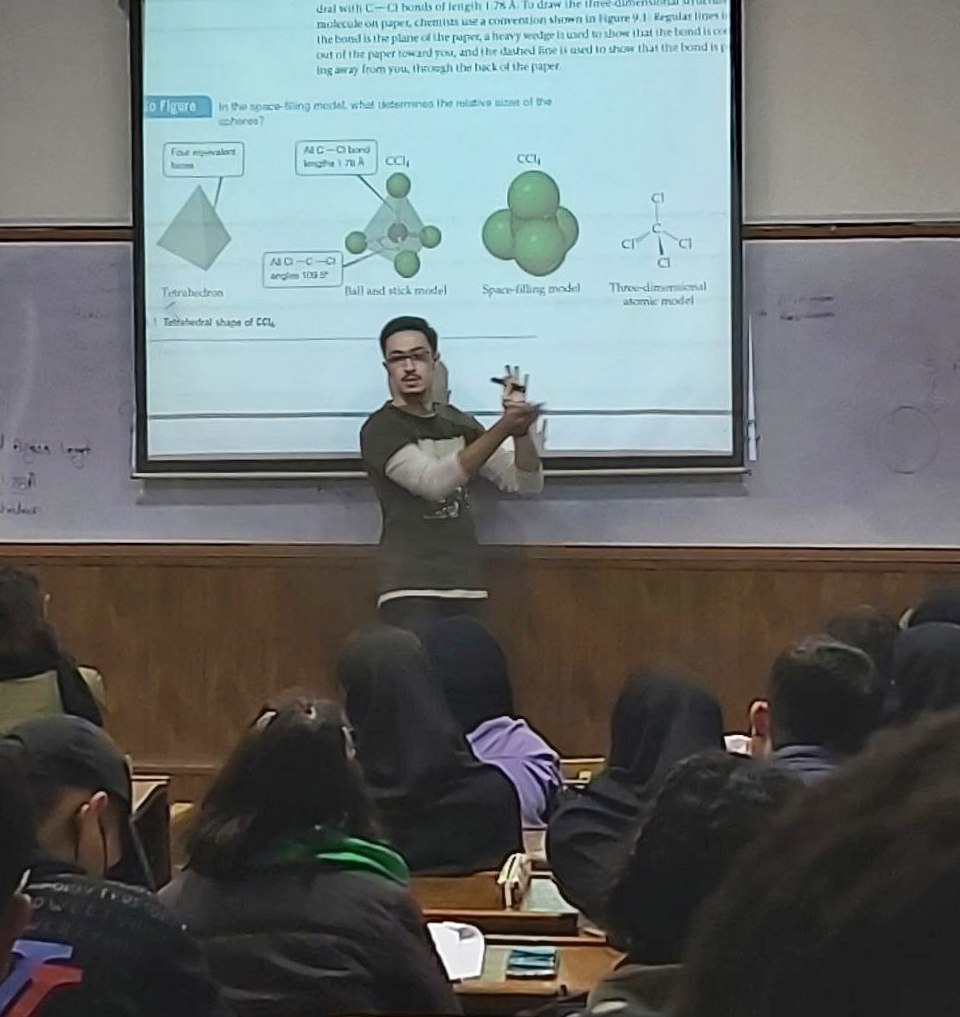 dral with C—Cl bonds of length 1.78 Å. To draw the three-dimensional
molecule on paper, chemists use a convention shown in Figure 9.1. Regular lines
the bond is the plane of the paper, a heavy wedge is used to show that the bond is
out of the paper toward you, and the dashed line is used to show that the bond is
ing away from you, through the back of the paper.
Figure
In the space-filling model, what determines the relative sizes of the
spheres?
Four equivalent
faces
All C—Cl bond
lengths 1.78 Å
CCl₄
CCl₄
Cl
C
Cl
Cl
Cl
All Cl—C—Cl
angles 109.5°
Tetrahedron
Ball and stick model
Space-filling model
Three-dimensional
atomic model
Tetrahedral shape of CCl₄